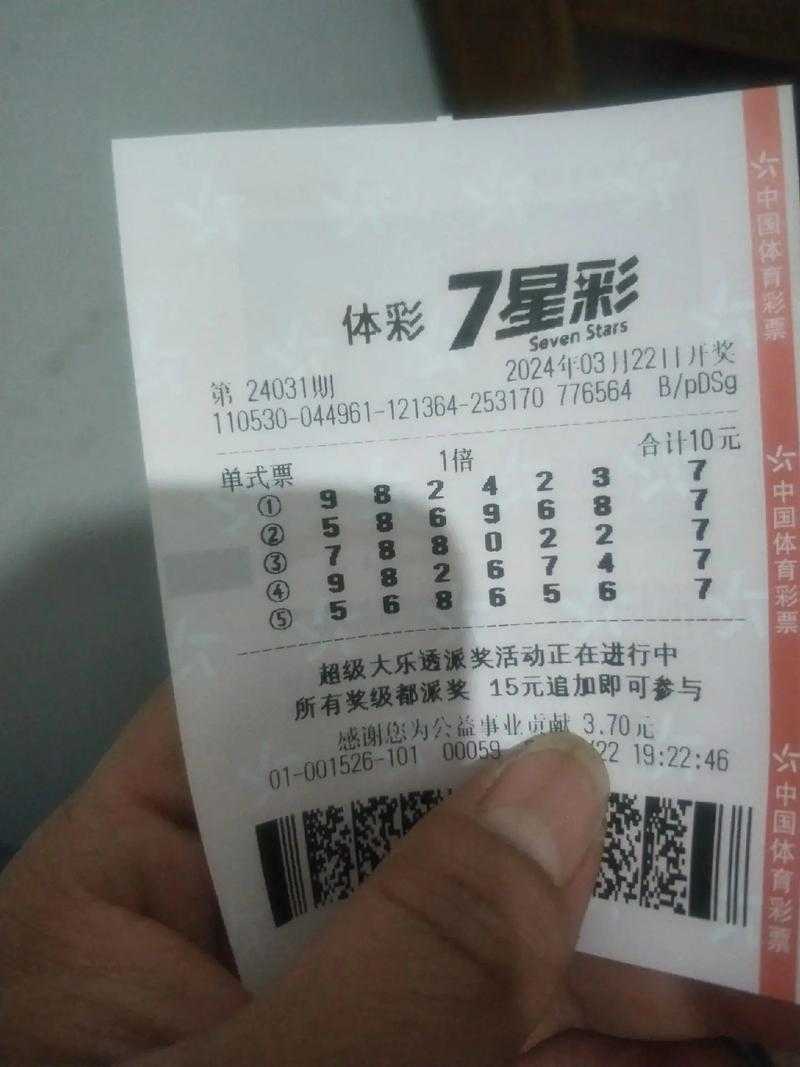 体彩 7星彩
Seven Stars
第 24031期 2024年03月22日开奖
110530-044961-121364-253170 776564 B/pDSg
单式票 1倍 合计10元
① 9 8 2 4 2 3 7
② 5 8 6 9 6 8 7
③ 7 8 8 0 2 2 7
④ 9 8 2 6 7 4 7
⑤ 5 6 8 6 5 6 7
超级大乐透派奖活动正在进行中
所有奖级都派奖 15元追加即可参与
感谢您为公益事业贡献 3.70元
01-001526-101 00059 /22 19:22:46
中国体育彩票
中国体育彩票
中国体育彩票